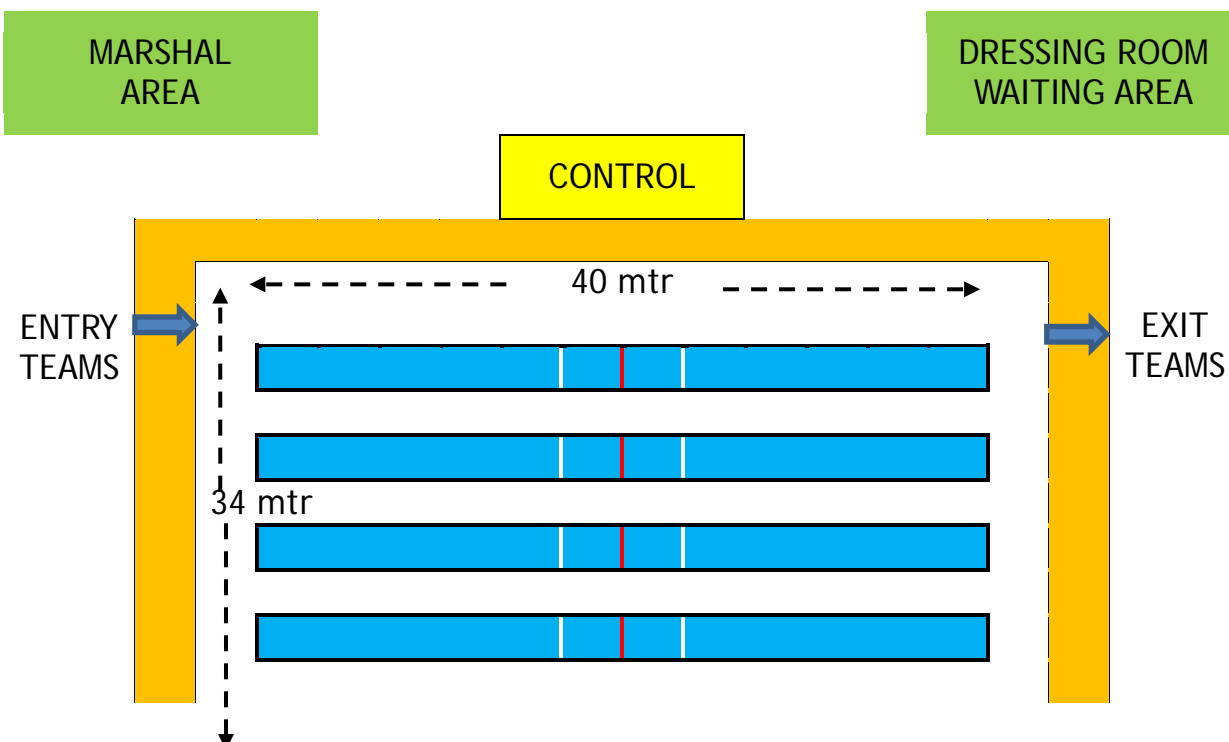 MARSHAL
AREA
DRESSING ROOM
WAITING AREA
CONTROL
40 mtr
ENTRY
TEAMS
EXIT
TEAMS
34 mtr